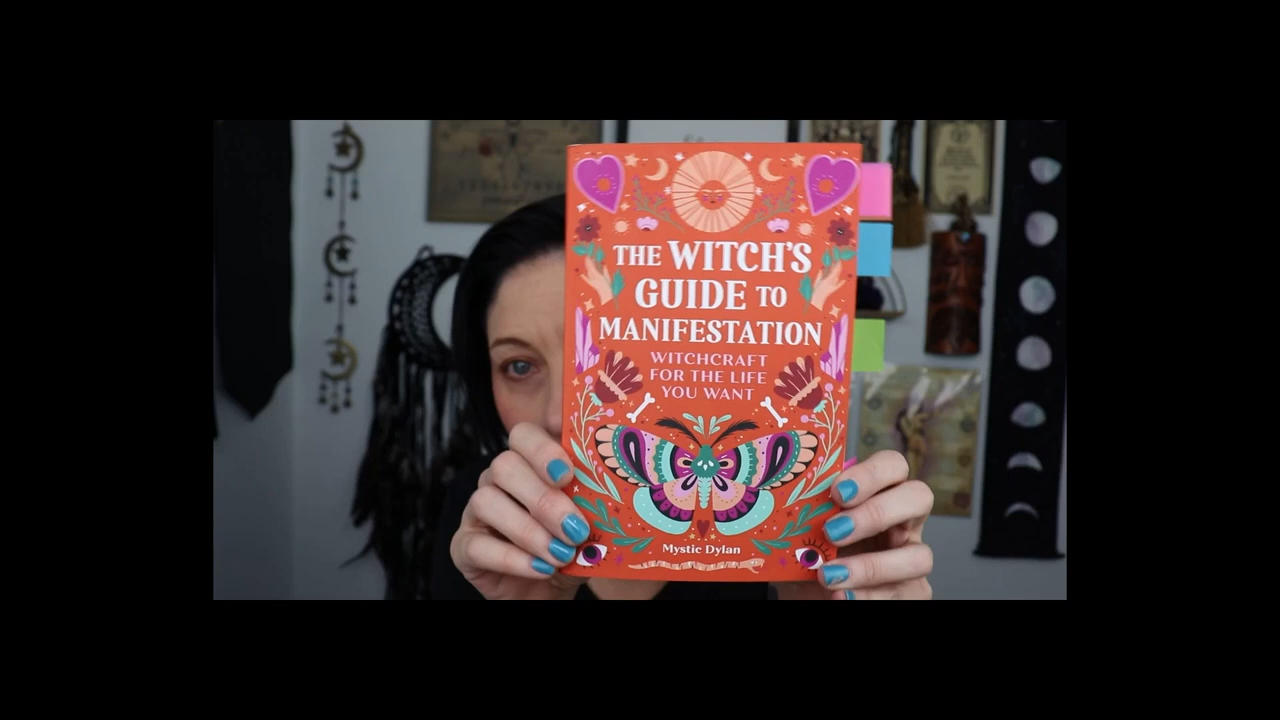 THE WITCH'S
GUIDE TO
MANIFESTATION
WITCHCRAFT
FOR THE LIFE
YOU WANT
Mystic Dylan